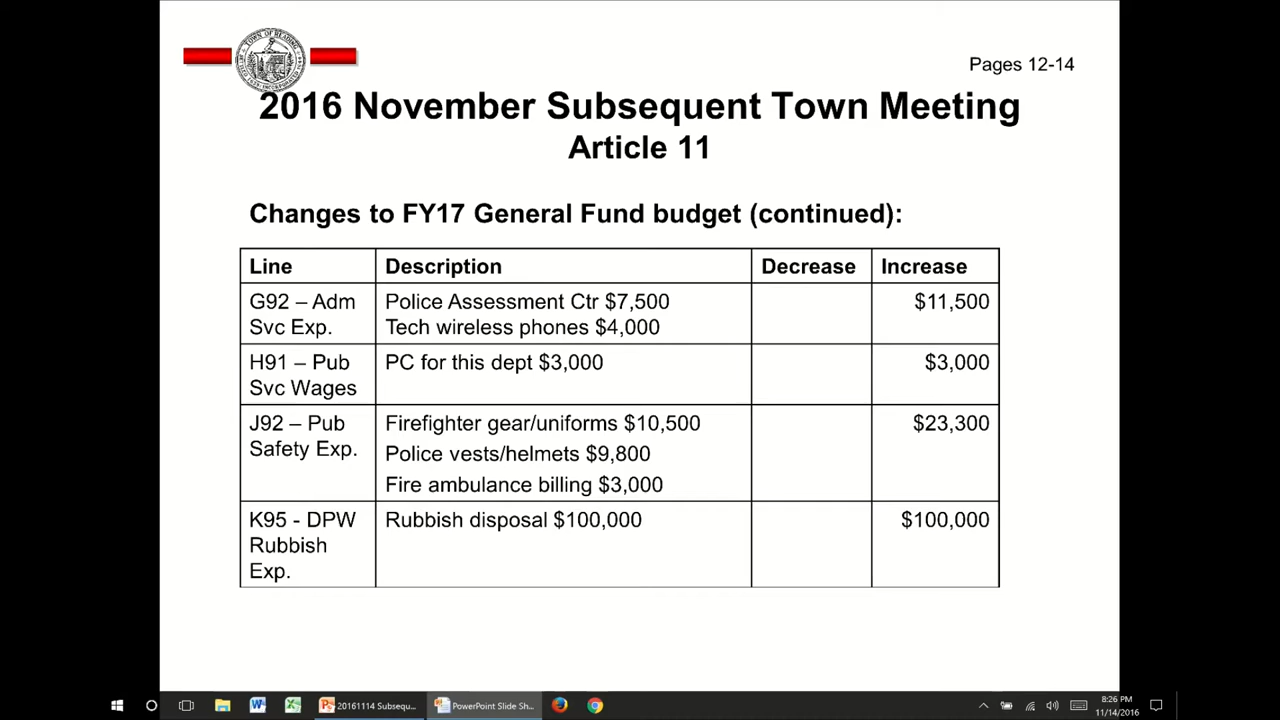 TOWN OF READING
Pages 12-14
2016 November Subsequent Town Meeting
Article 11
Changes to FY17 General Fund budget (continued):
Line Description Decrease Increase
G92 – Adm Svc Exp. Police Assessment Ctr $7,500 $11,500
Tech wireless phones $4,000
H91 – Pub Svc Wages PC for this dept $3,000 $3,000
J92 – Pub Safety Exp. Firefighter gear/uniforms $10,500 $23,300
Police vests/helmets $9,800
Fire ambulance billing $3,000
K95 - DPW Rubbish Exp. Rubbish disposal $100,000 $100,000
20161114 Subsequ...
PowerPoint Slide Sh...
8:26 PM
11/14/2016